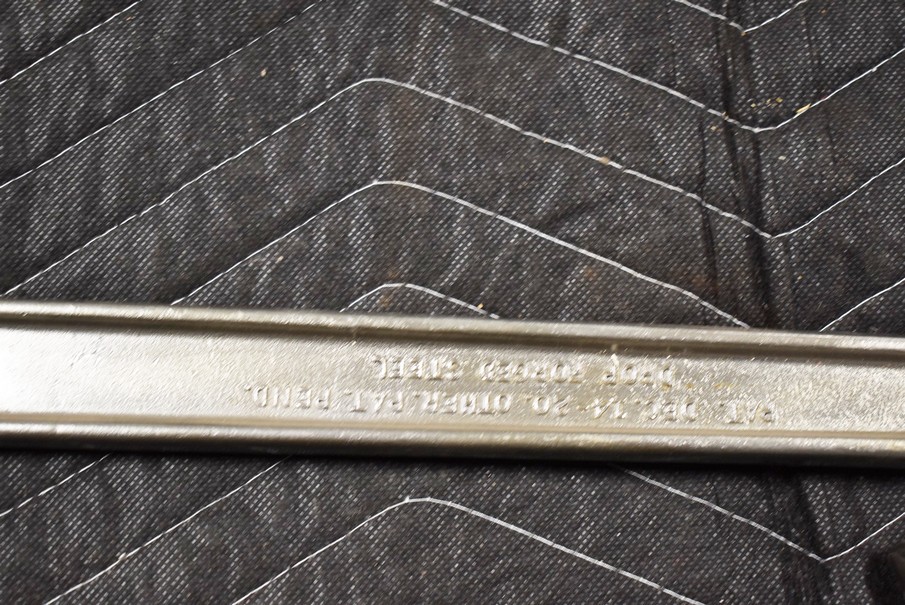 PAT. DEC. 14-20. OTHER PAT. PEND.
DROP FORGED STEEL